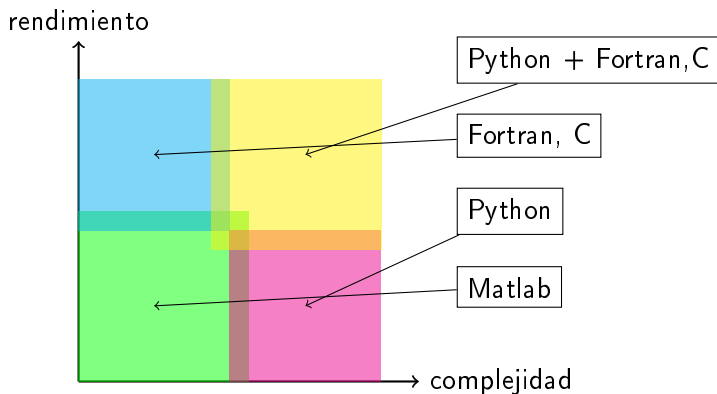 rendimiento
Python + Fortran,C
Fortran, C
Python
Matlab
complejidad